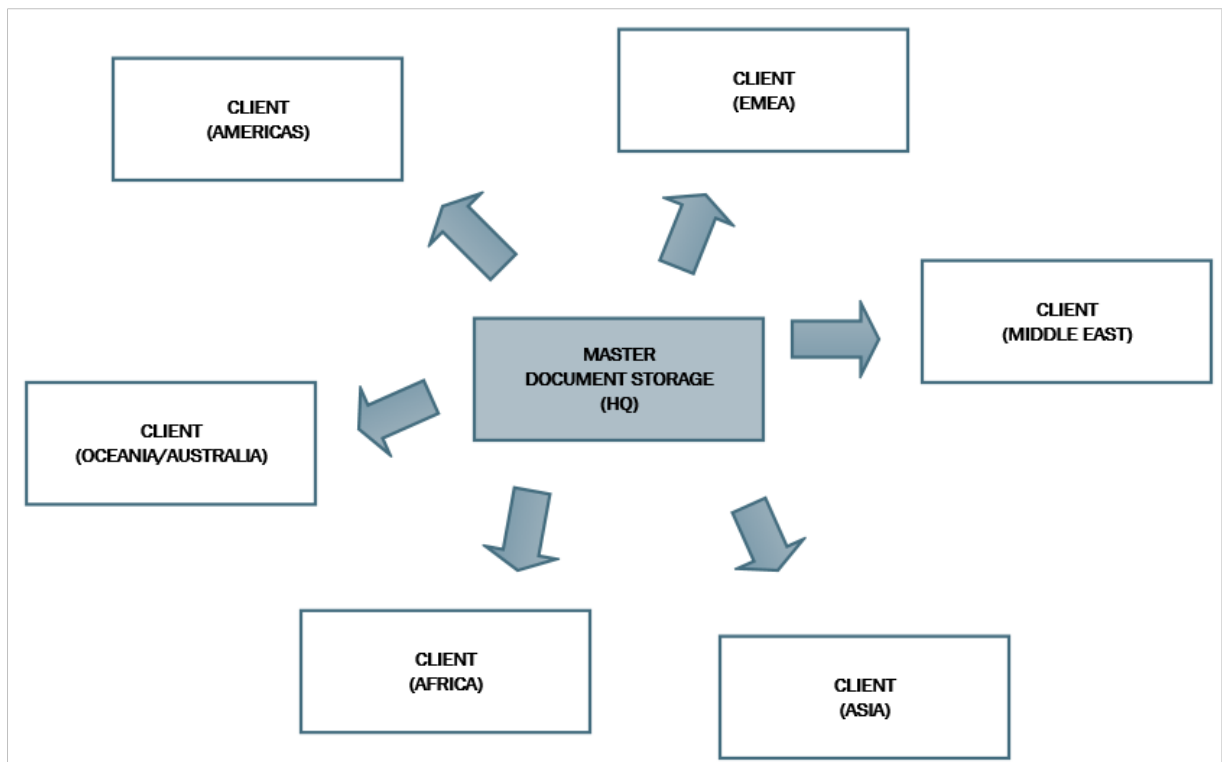 CLIENT
(AMERICAS)
CLIENT
(EMEA)
CLIENT
(MIDDLE EAST)
MASTER
DOCUMENT STORAGE
(HQ)
CLIENT
(OCEANIA/AUSTRALIA)
CLIENT
(AFRICA)
CLIENT
(ASIA)